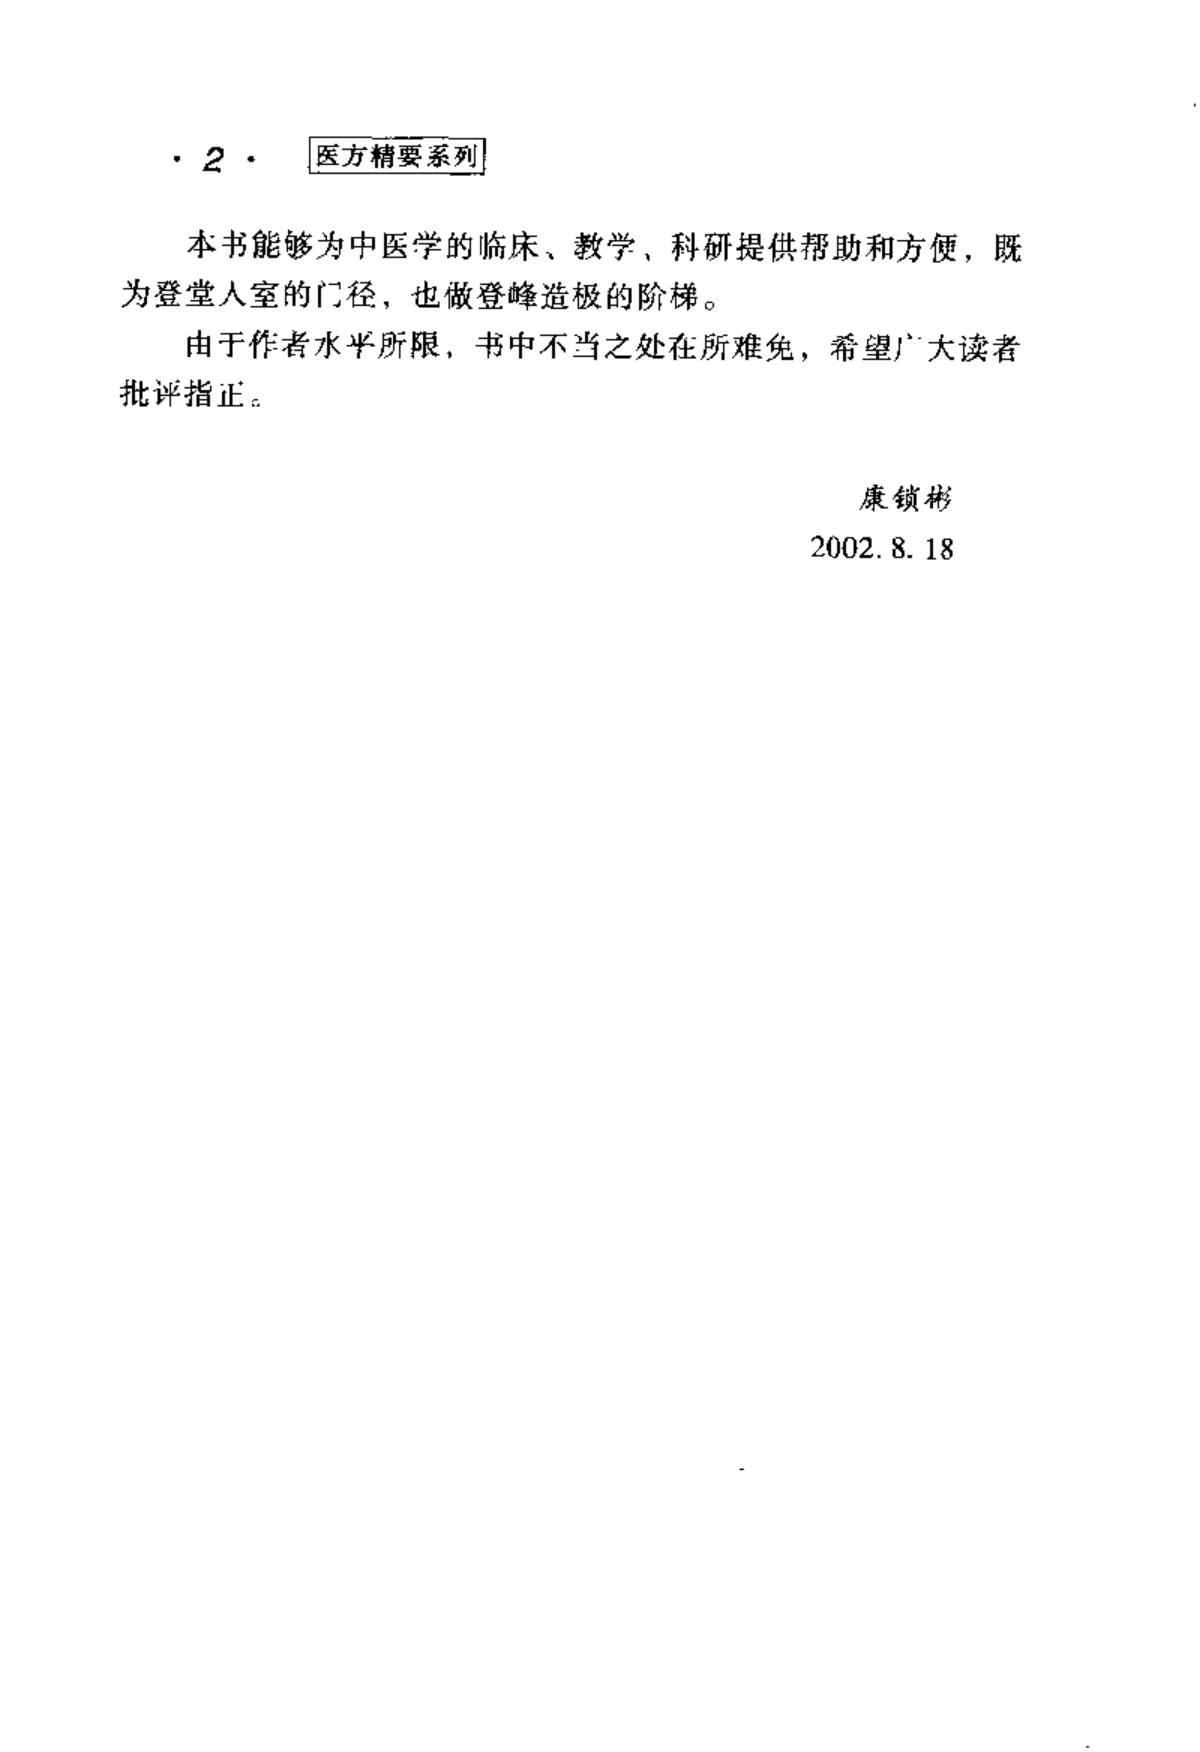 · 2 · 医方精要系列
本书能够为中医学的临床、教学、科研提供帮助和方便，既
为登堂人室的门径，也做登峰造极的阶梯。
由于作者水平所限，书中不当之处在所难免，希望广大读者
批评指正。
康锁彬
2002. 8. 18